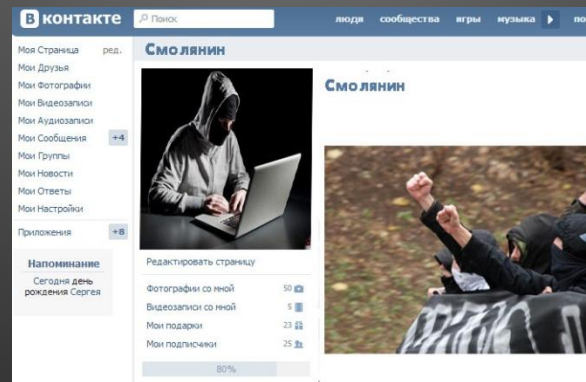 В контакте
Поиск
люди сообщества игры музыка по
Моя Страница ред.
Мои Друзья
Мои Фотографии
Мои Видеозаписи
Мои Аудиозаписи
Мои Сообщения +4
Мои Группы
Мои Новости
Мои Ответы
Мои Настройки
Приложения +8
Напоминание
Сегодня день
рождения Сергея
Смолянин
Редактировать страницу
Фотографии со мной 50
Видеозаписи со мной 5
Мои подарки 23
Мои подписчики 25
80%
Смолянин